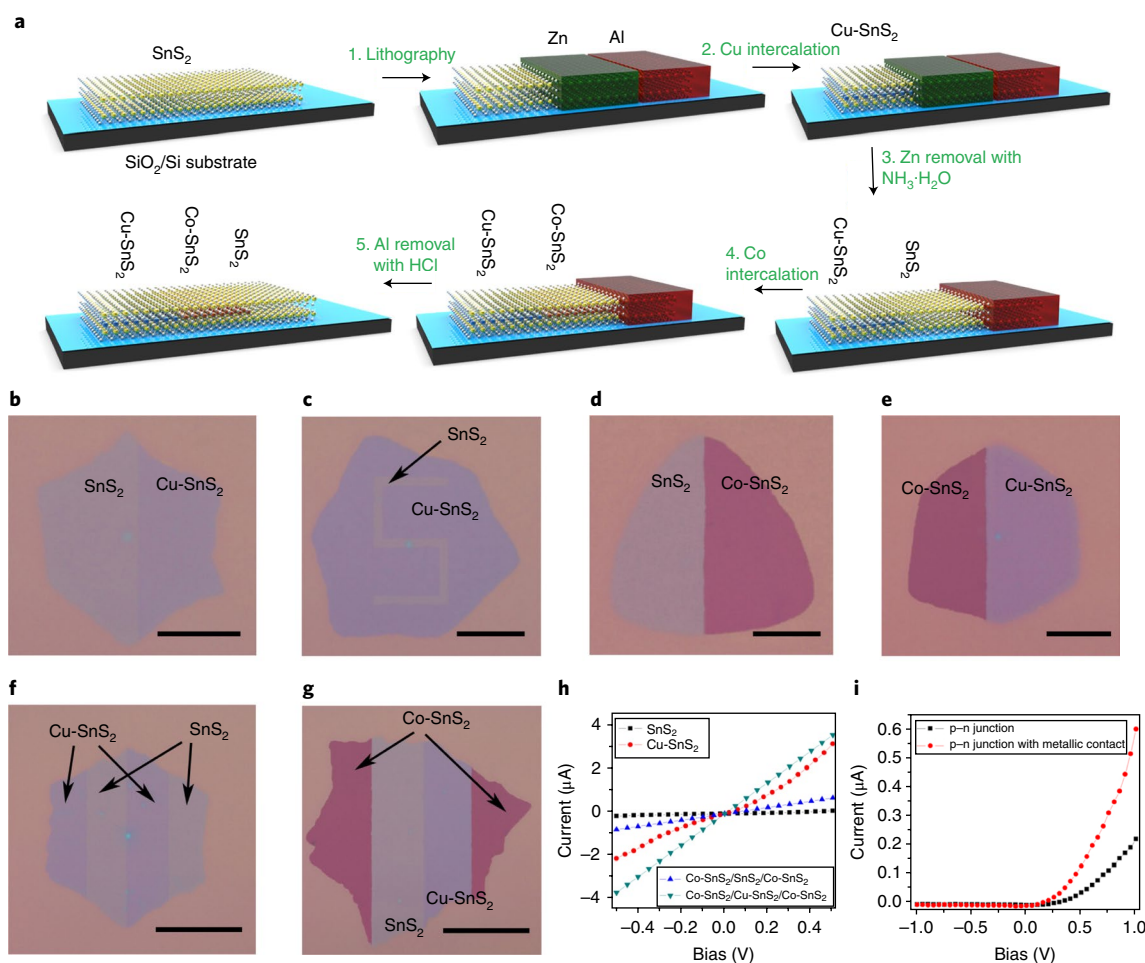 a
SnS₂
1. Lithography
Zn
Al
2. Cu intercalation
Cu-SnS₂
SiO₂/Si substrate
3. Zn removal with
NH₃·H₂O
Cu-SnS₂
Co-SnS₂
SnS₂
5. Al removal
with HCl
Cu-SnS₂
Co-SnS₂
4. Co
intercalation
Cu-SnS₂
SnS₂
b
SnS₂
Cu-SnS₂
c
SnS₂
Cu-SnS₂
d
SnS₂
Co-SnS₂
e
Co-SnS₂
Cu-SnS₂
f
Cu-SnS₂
SnS₂
g
Co-SnS₂
Cu-SnS₂
SnS₂
h
Current (μA)
4
2
0
−2
−4
SnS₂
Cu-SnS₂
Co-SnS₂/SnS₂/Co-SnS₂
Co-SnS₂/Cu-SnS₂/Co-SnS₂
−0.4 −0.2 0.0 0.2 0.4
Bias (V)
i
Current (μA)
0.6
0.5
0.4
0.3
0.2
0.1
0.0
p–n junction
p–n junction with metallic contact
−1.0 −0.5 0.0 0.5 1.0
Bias (V)